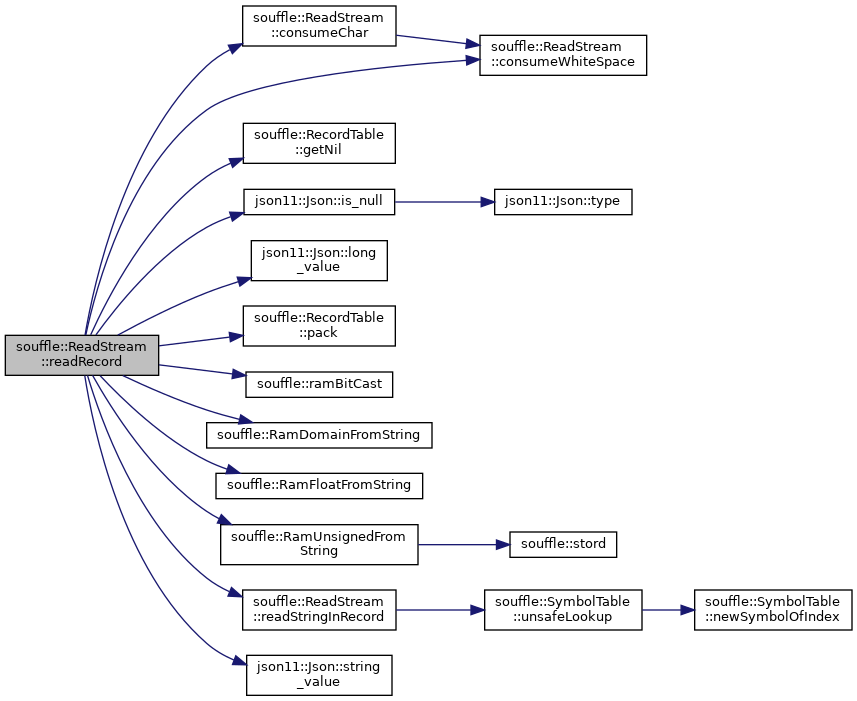 souffle::ReadStream
::consumeChar
souffle::ReadStream
::consumeWhiteSpace
souffle::RecordTable
::getNil
json11::Json::is_null
json11::Json::type
json11::Json::long
_value
souffle::RecordTable
::pack
souffle::ReadStream
::readRecord
souffle::ramBitCast
souffle::RamDomainFromString
souffle::RamFloatFromString
souffle::RamUnsignedFrom
String
souffle::stord
souffle::ReadStream
::readStringInRecord
souffle::SymbolTable
::unsafeLookup
souffle::SymbolTable
::newSymbolOfIndex
json11::Json::string
_value